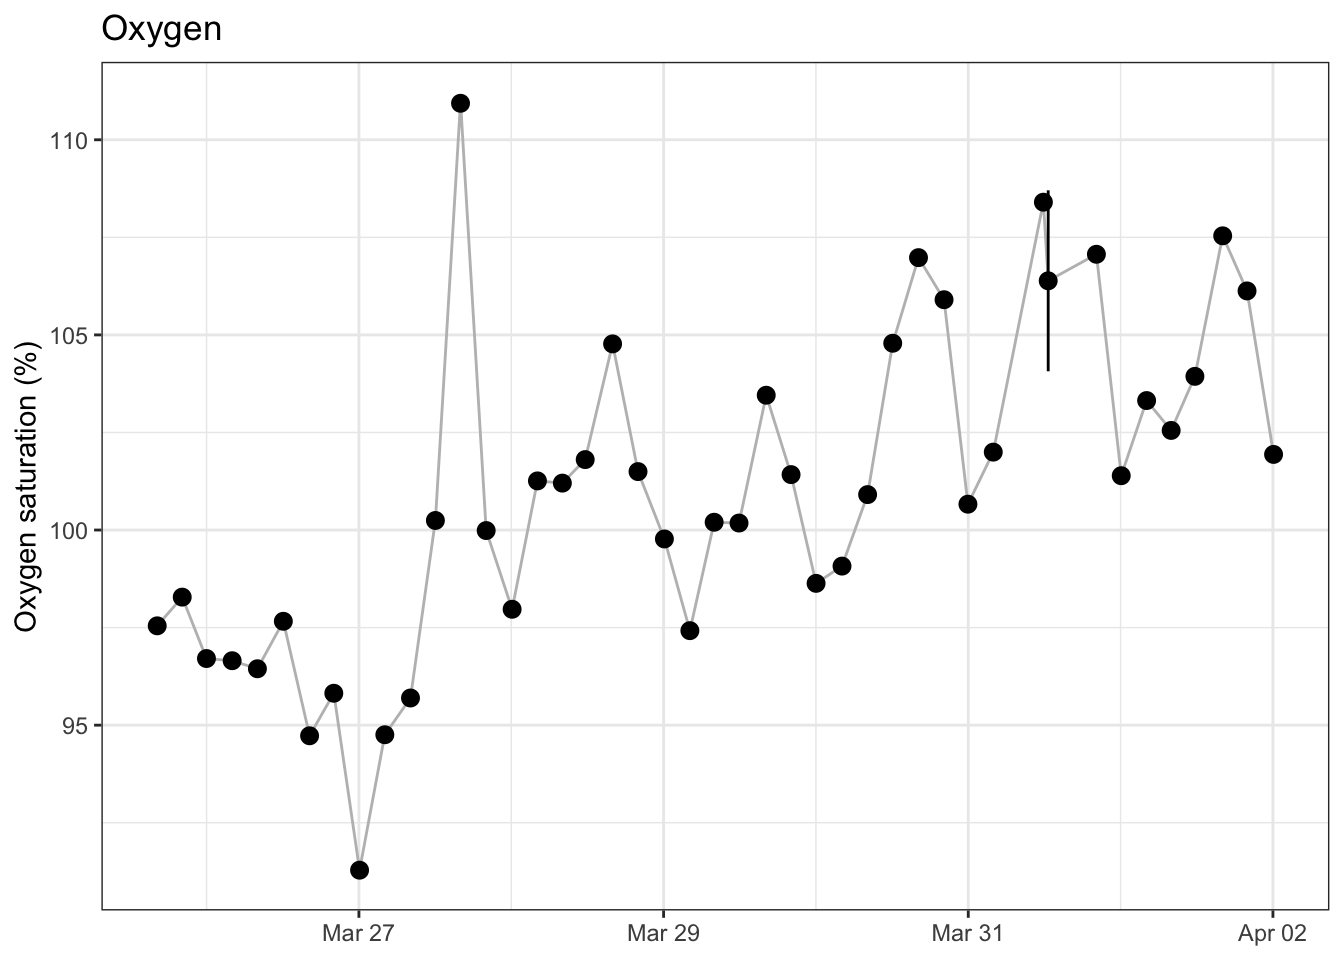 Oxygen
Oxygen saturation (%)
110
105
100
95
Mar 27
Mar 29
Mar 31
Apr 02